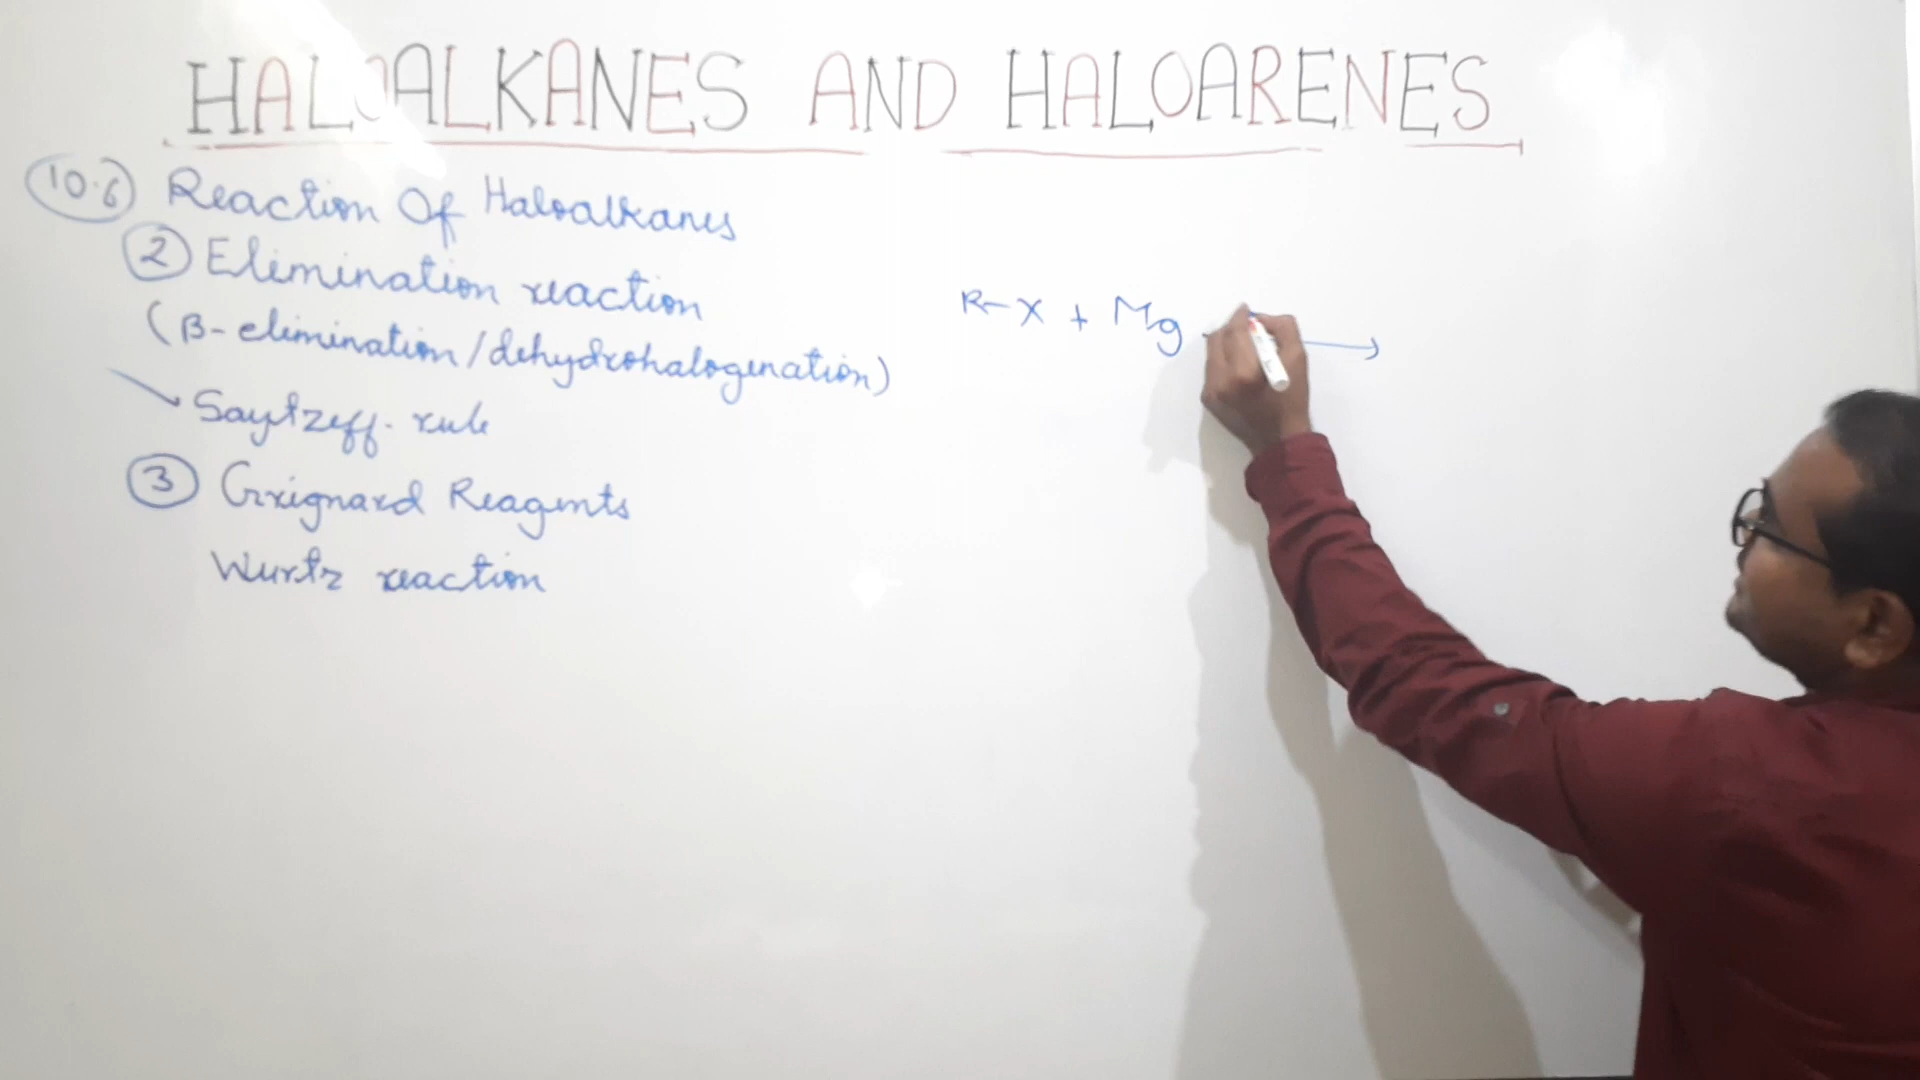 HALOALKANES AND HALOARENES
10.6 Reaction Of Haloalkanes
2 Elimination reaction
(β-elimination/dehydrohalogenation)
Saytzeff. rule
3 Grignard Reagents
Wurtz reaction
R-X + Mg →